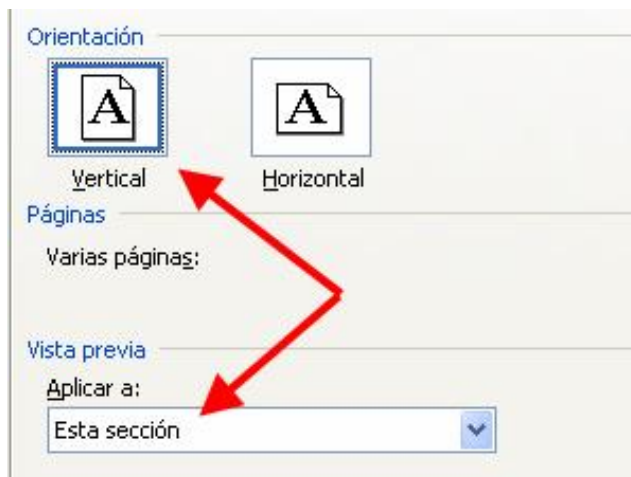 Orientación
A A
Vertical Horizontal
Páginas
Varias páginas:
Vista previa
Aplicar a:
Esta sección